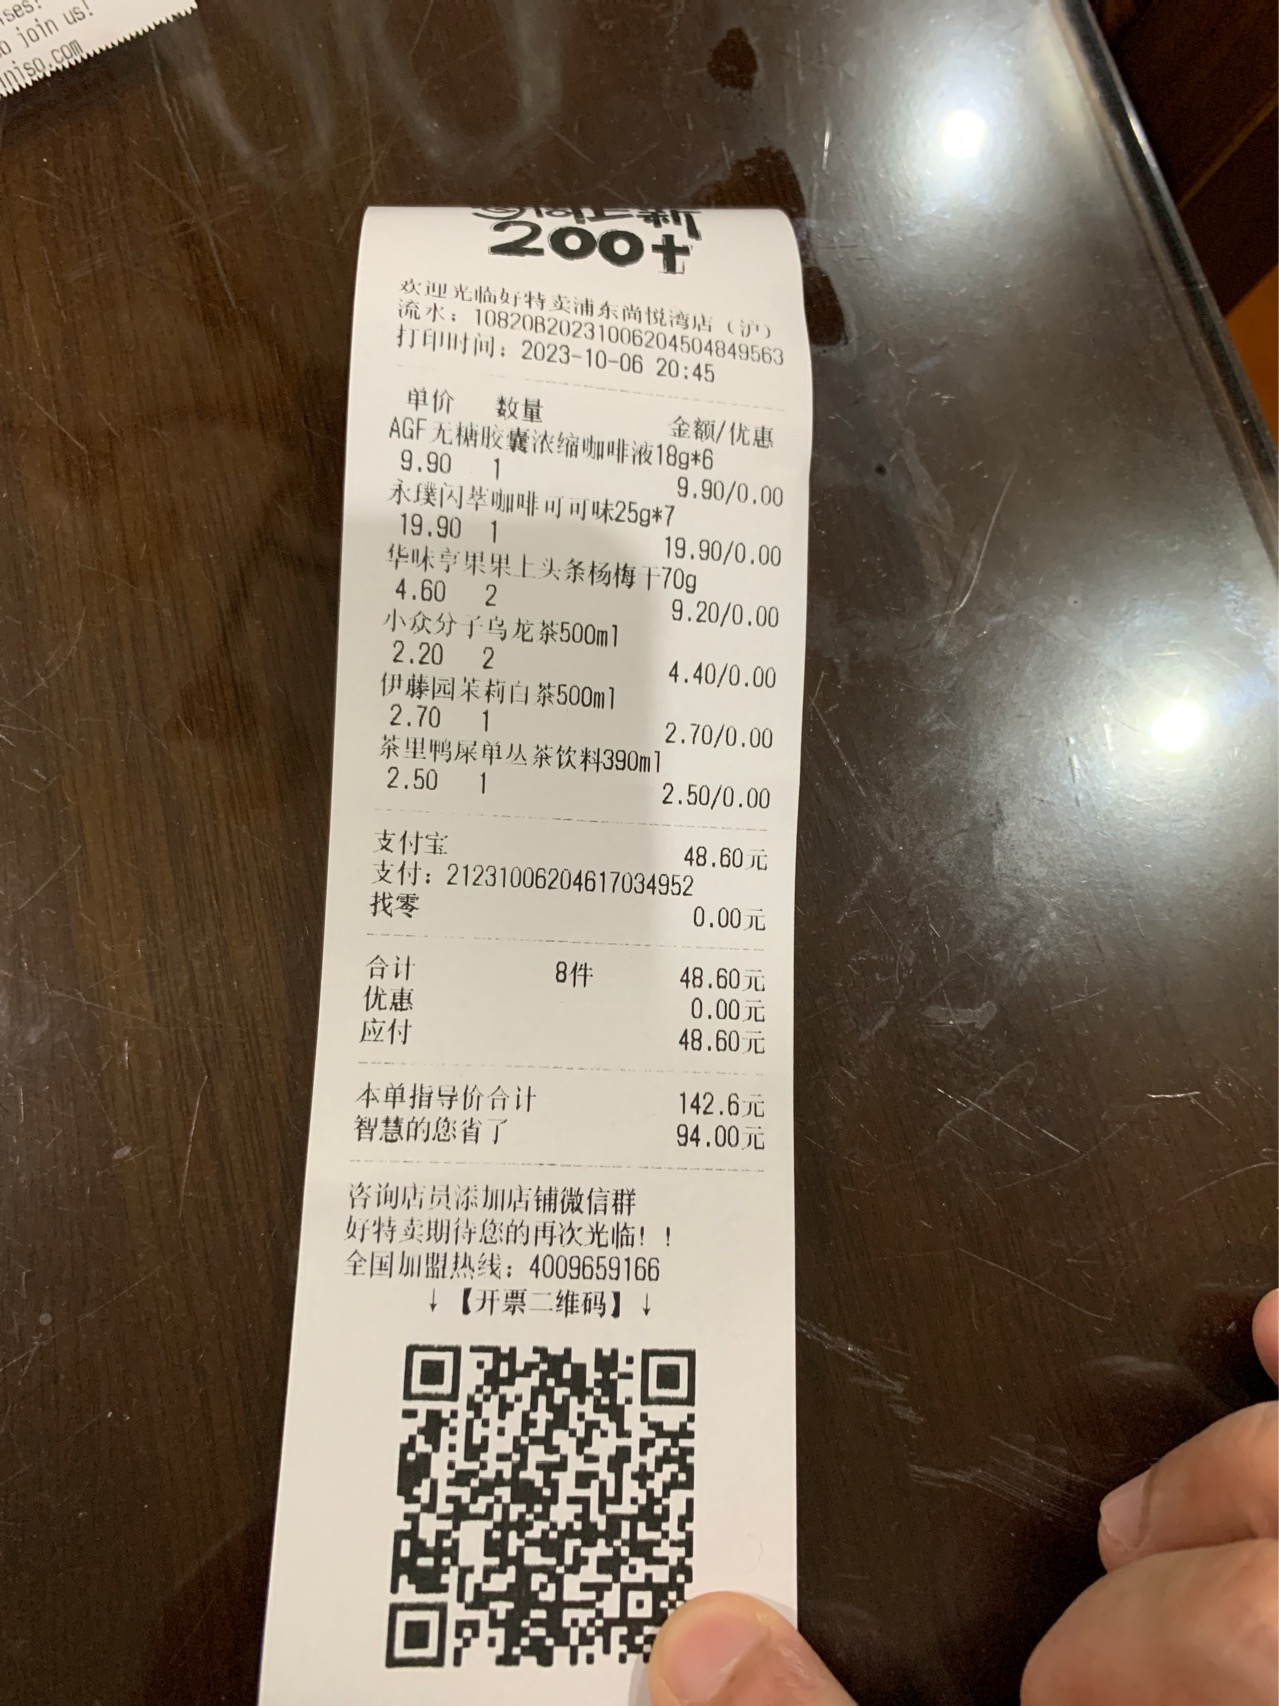 ises!
to join us!
iniso.com
上新
200+
欢迎光临好特卖浦东尚悦湾店（沪）
流水：10820B20231006204504849563
打印时间：2023-10-06 20:45
单价 数量 金额/优惠
AGF无糖胶囊浓缩咖啡液18g*6
9.90 1 9.90/0.00
永璞闪萃咖啡可可味25g*7
19.90 1 19.90/0.00
华味亨果果上头条杨梅干70g
4.60 2 9.20/0.00
小众分子乌龙茶500ml
2.20 2 4.40/0.00
伊藤园茉莉白茶500ml
2.70 1 2.70/0.00
茶里鸭屎单丛茶饮料390ml
2.50 1 2.50/0.00
支付宝 48.60元
支付：21231006204617034952
找零 0.00元
合计 8件 48.60元
优惠 0.00元
应付 48.60元
本单指导价合计 142.6元
智慧的您省了 94.00元
咨询店员添加店铺微信群
好特卖期待您的再次光临！！
全国加盟热线：4009659166
↓【开票二维码】↓